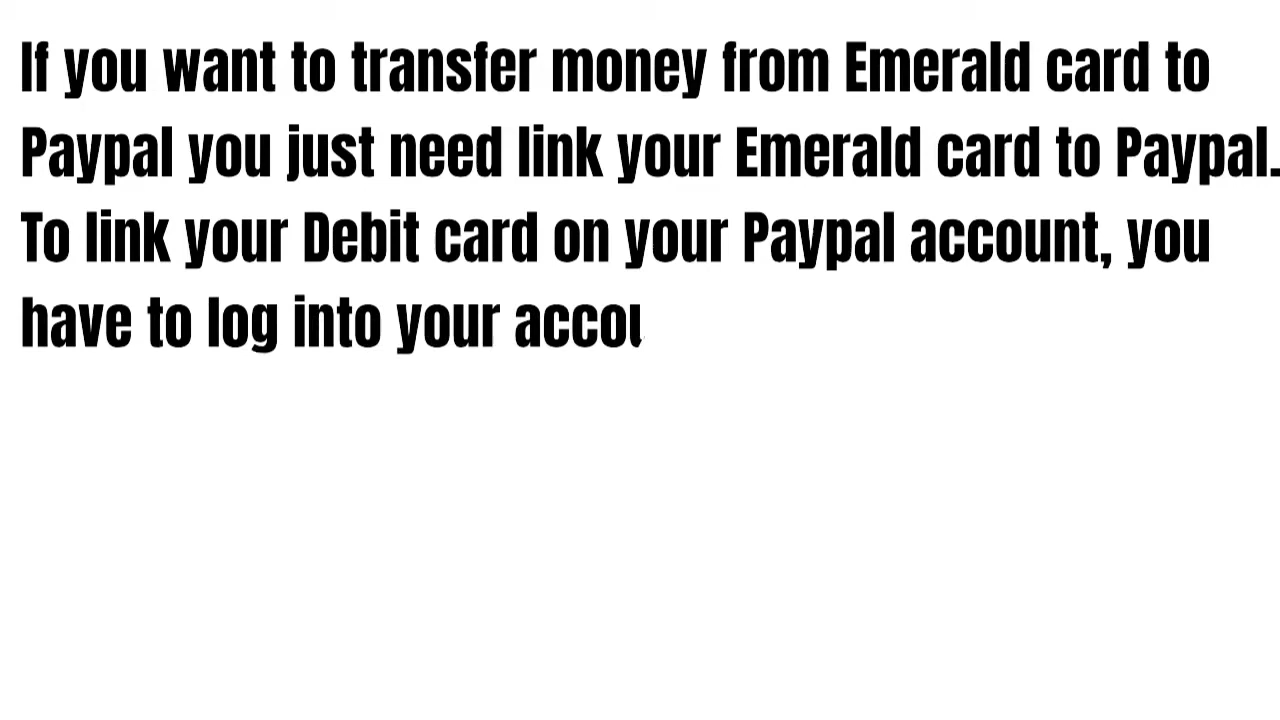 If you want to transfer money from Emerald card to
Paypal you just need link your Emerald card to Paypal.
To link your Debit card on your Paypal account, you
have to log into your accou